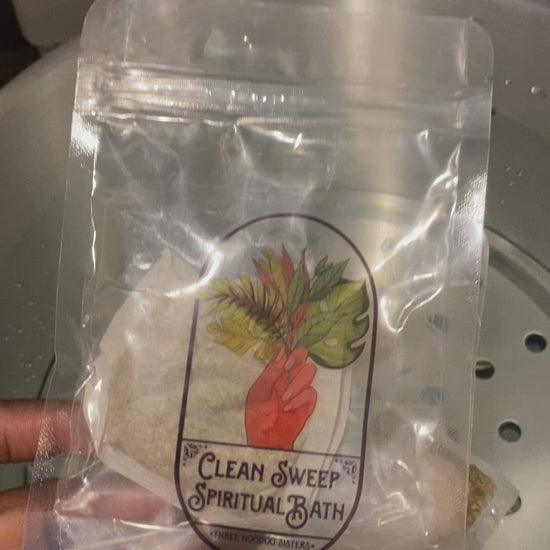 CLEAN SWEEP
SPIRITUAL BATH
•THREE HOODOO SISTERS•